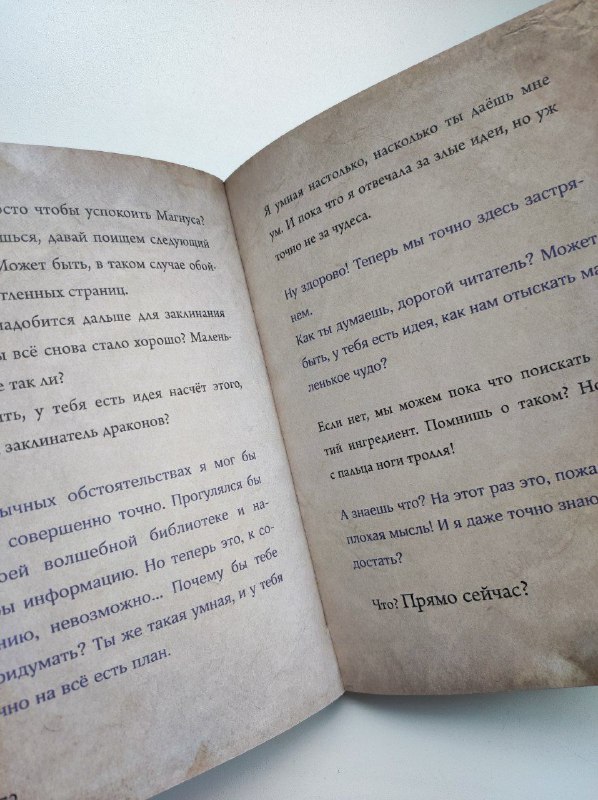 сто чтобы успокоить Магиуса?
шься, давай поищем следующий
Может быть, в таком случае обой-
тленных страниц.
надобится дальше для заклинания
ы всё снова стало хорошо? Мален-
е так ли?
ть, у тебя есть идея насчёт этого,
заклинатель драконов?
ычных обстоятельствах я мог бы
совершенно точно. Прогулялся бы
оей волшебной библиотеке и на-
бы информацию. Но теперь это, к со-
нию, невозможно... Почему бы тебе
ридумать? Ты же такая умная, и у тебя
чно на всё есть план.
Я умная настолько, насколько ты даёшь мне
ум. И пока что я отвечала за злые идеи, но уж
точно не за чудеса.
Ну здорово! Теперь мы точно здесь застря-
нем.
Как ты думаешь, дорогой читатель? Может
быть, у тебя есть идея, как нам отыскать ма-
ленькое чудо?
Если нет, мы можем пока что поискать
тий ингредиент. Помнишь о таком? Но
с пальца ноги тролля!
А знаешь что? На этот раз это, пожа
плохая мысль! И я даже точно знаю
достать?
Что? Прямо сейчас?